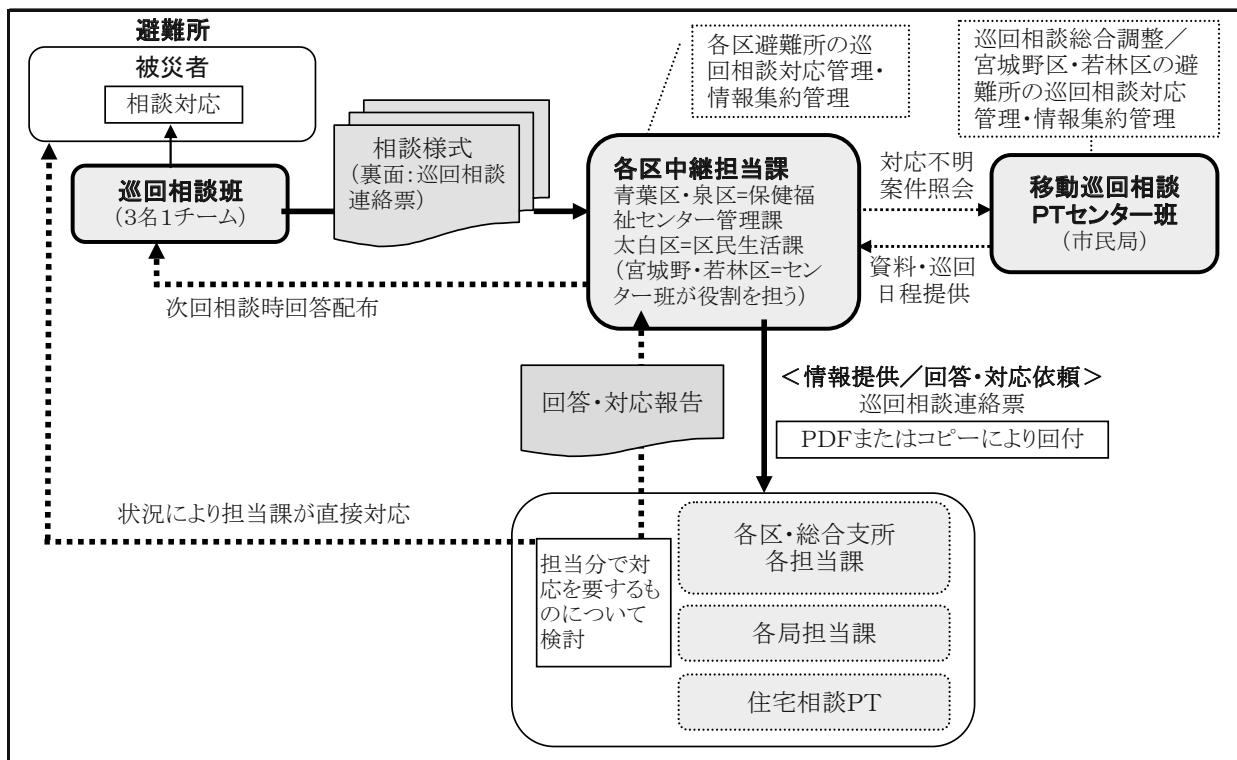 避難所
被災者
相談対応
巡回相談班
(3名1チーム)
相談様式
(裏面:巡回相談
連絡票)
各区避難所の巡
回相談対応管理・
情報集約管理
巡回相談総合調整/
宮城野区・若林区の避
難所の巡回相談対応
管理・情報集約管理
各区中継担当課
青葉区・泉区=保健福
祉センター管理課
太白区=区民生活課
(宮城野・若林区=セン
ター班が役割を担う)
対応不明
案件照会
移動巡回相談
PTセンター班
(市民局)
資料・巡回
日程提供
次回相談時回答配布
回答・対応報告
<情報提供/回答・対応依頼>
巡回相談連絡票
PDFまたはコピーにより回付
状況により担当課が直接対応
担当分で対
応を要するも
のについて
検討
各区・総合支所
各担当課
各局担当課
住宅相談PT